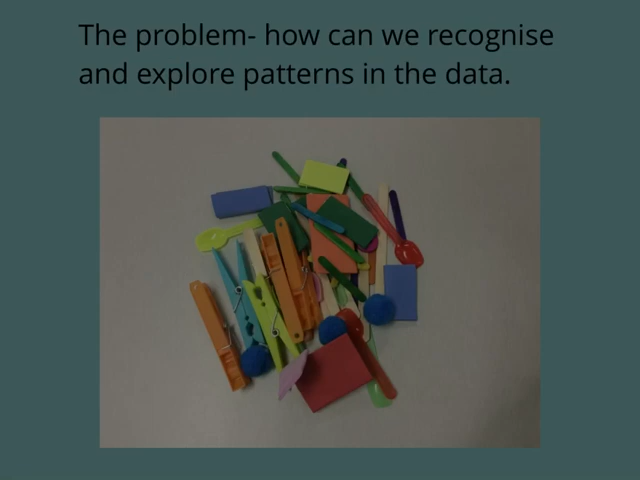 The problem- how can we recognise
and explore patterns in the data.